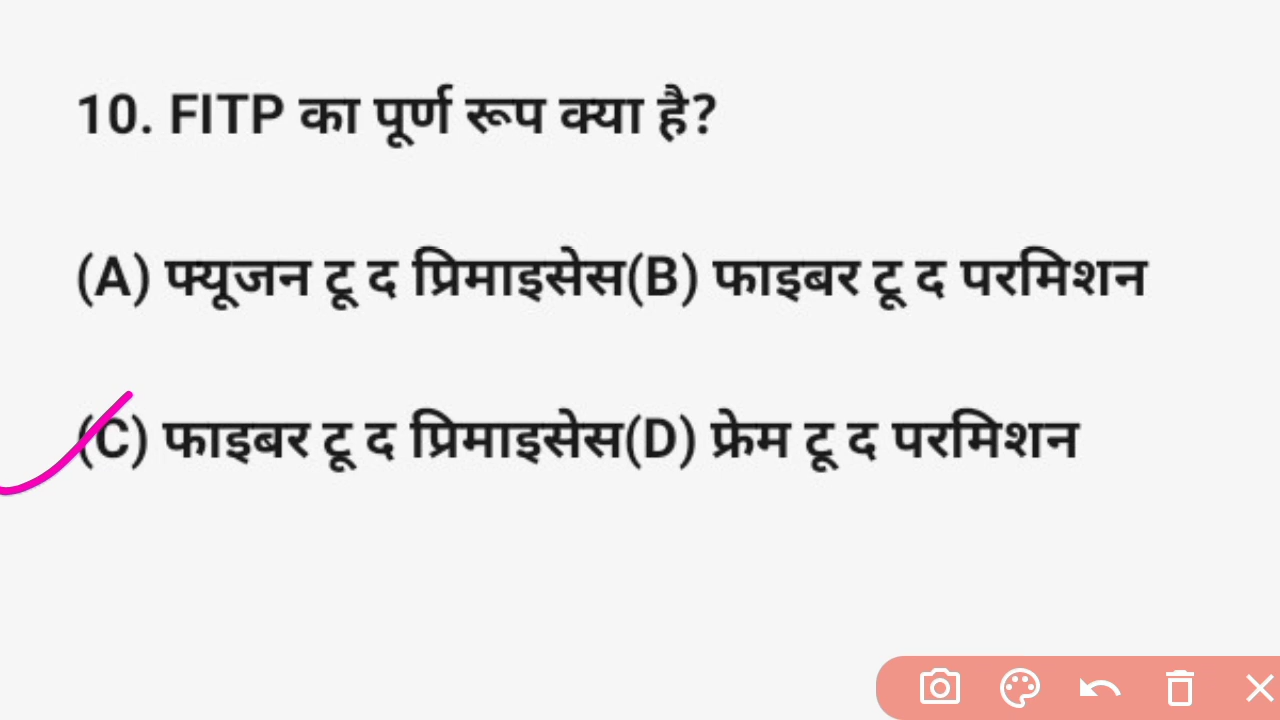 10. FITP का पूर्ण रूप क्या है?
(A) फ्यूजन टू द प्रिमाइसेस(B) फाइबर टू द परमिशन
(C) फाइबर टू द प्रिमाइसेस(D) फ्रेम टू द परमिशन